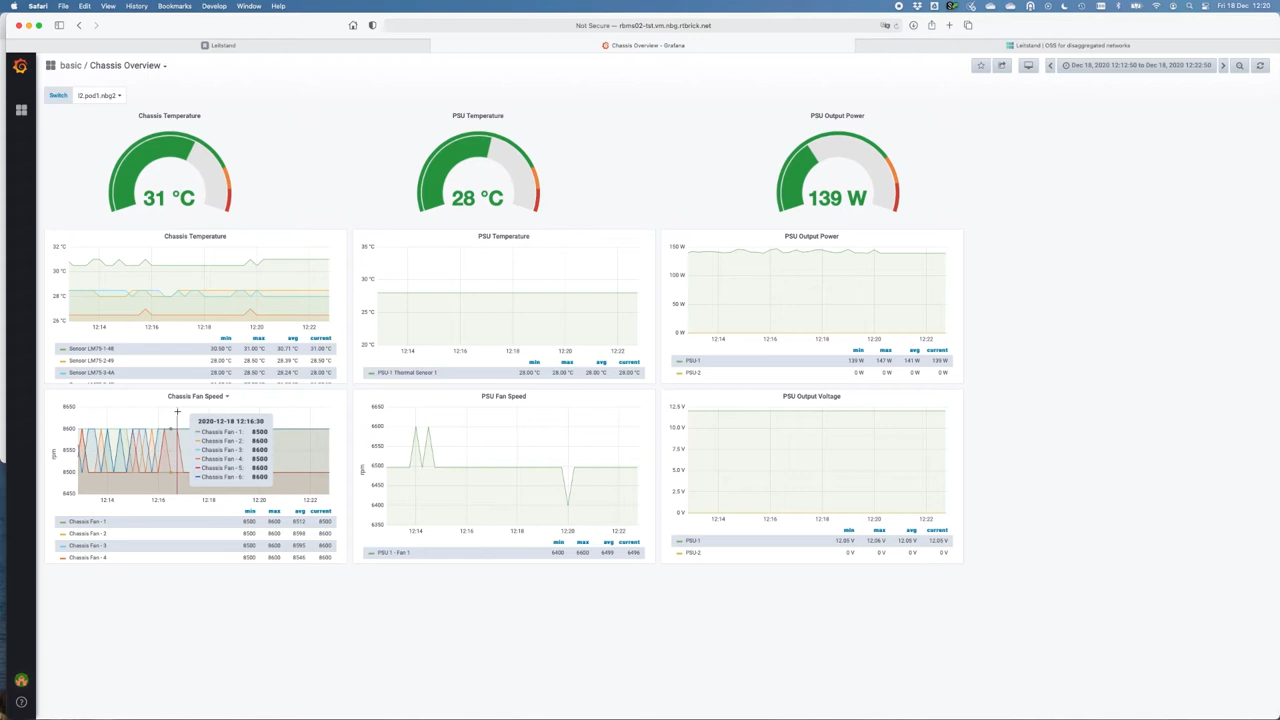 Safari File Edit View History Bookmarks Develop Window Help Fri 18 Dec 12:20
Not Secure — rbms02-tst.vm.nbg.rtbrick.net
Leitstand Chassis Overview - Grafana Leitstand | OSS for disaggregated networks
basic / Chassis Overview
Dec 18, 2020 12:12:50 to Dec 18, 2020 12:22:50
Switch l2.pod1.nbg2
Chassis Temperature PSU Temperature PSU Output Power
31 °C 28 °C 139 W
Chassis Temperature
32 °C
30 °C
28 °C
26 °C
12:14 12:16 12:18 12:20 12:22
min max avg current
Sensor LM75-1-48 30.50 °C 31.00 °C 30.71 °C 31.00 °C
Sensor LM75-2-49 28.00 °C 28.50 °C 28.39 °C 28.50 °C
Sensor LM75-3-4A 28.00 °C 28.50 °C 28.24 °C 28.00 °C
PSU Temperature
35 °C
30 °C
25 °C
20 °C
12:14 12:16 12:18 12:20 12:22
min max avg current
PSU-1 Thermal Sensor 1 28.00 °C 28.00 °C 28.00 °C 28.00 °C
PSU Output Power
150 W
100 W
50 W
0 W
12:14 12:16 12:18 12:20 12:22
min max avg current
PSU-1 139 W 147 W 141 W 139 W
PSU-2 0 W 0 W 0 W 0 W
Chassis Fan Speed
8650
8600
8550
8500
8450
rpm
12:14 12:16 12:18 12:20 12:22
2020-12-18 12:16:30
Chassis Fan - 1: 8500
Chassis Fan - 2: 8600
Chassis Fan - 3: 8600
Chassis Fan - 4: 8500
Chassis Fan - 5: 8600
Chassis Fan - 6: 8600
min max avg current
Chassis Fan - 1 8500 8600 8512 8500
Chassis Fan - 2 8500 8600 8598 8600
Chassis Fan - 3 8500 8600 8595 8600
Chassis Fan - 4 8500 8600 8546 8600
PSU Fan Speed
6650
6600
6550
6500
6450
6400
6350
rpm
12:14 12:16 12:18 12:20 12:22
min max avg current
PSU 1 - Fan 1 6400 6600 6499 6496
PSU Output Voltage
12.5 V
10.0 V
7.5 V
5.0 V
2.5 V
0 V
12:14 12:16 12:18 12:20 12:22
min max avg current
PSU-1 12.05 V 12.06 V 12.05 V 12.05 V
PSU-2 0 V 0 V 0 V 0 V